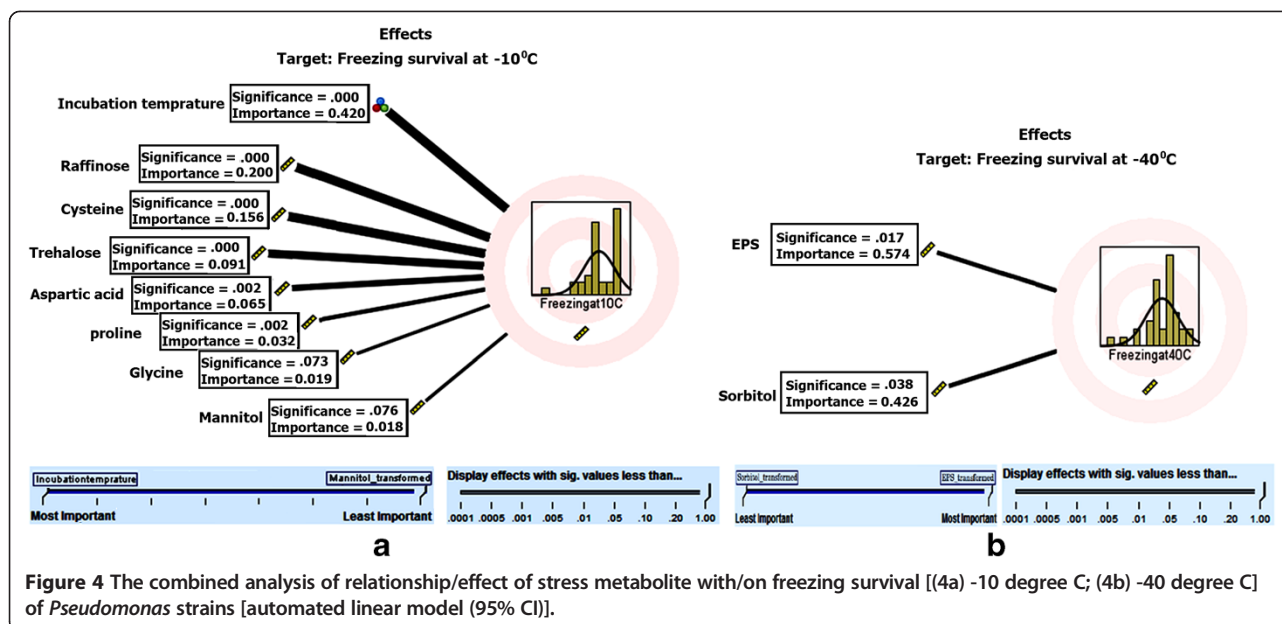 Effects
Target: Freezing survival at -10⁰C
Incubation temprature
Significance = .000
Importance = 0.420
Raffinose
Significance = .000
Importance = 0.200
Cysteine
Significance = .000
Importance = 0.156
Trehalose
Significance = .000
Importance = 0.091
Aspartic acid
Significance = .002
Importance = 0.065
proline
Significance = .002
Importance = 0.032
Glycine
Significance = .073
Importance = 0.019
Mannitol
Significance = .076
Importance = 0.018
Freezingat10C
Incubationtemprature
Mannitol_transformed
Most Important
Least Important
Display effects with sig. values less than...
.0001 .0005 .001 .005 .01 .05 .10 .20 1.00
a
Effects
Target: Freezing survival at -40⁰C
EPS
Significance = .017
Importance = 0.574
Sorbitol
Significance = .038
Importance = 0.426
Freezingat40C
Sorbitol_transformed
EPS_transformed
Least Important
Most Important
Display effects with sig. values less than...
.0001 .0005 .001 .005 .01 .05 .10 .20 1.00
b
Figure 4 The combined analysis of relationship/effect of stress metabolite with/on freezing survival [(4a) -10 degree C; (4b) -40 degree C]
of Pseudomonas strains [automated linear model (95% CI)].